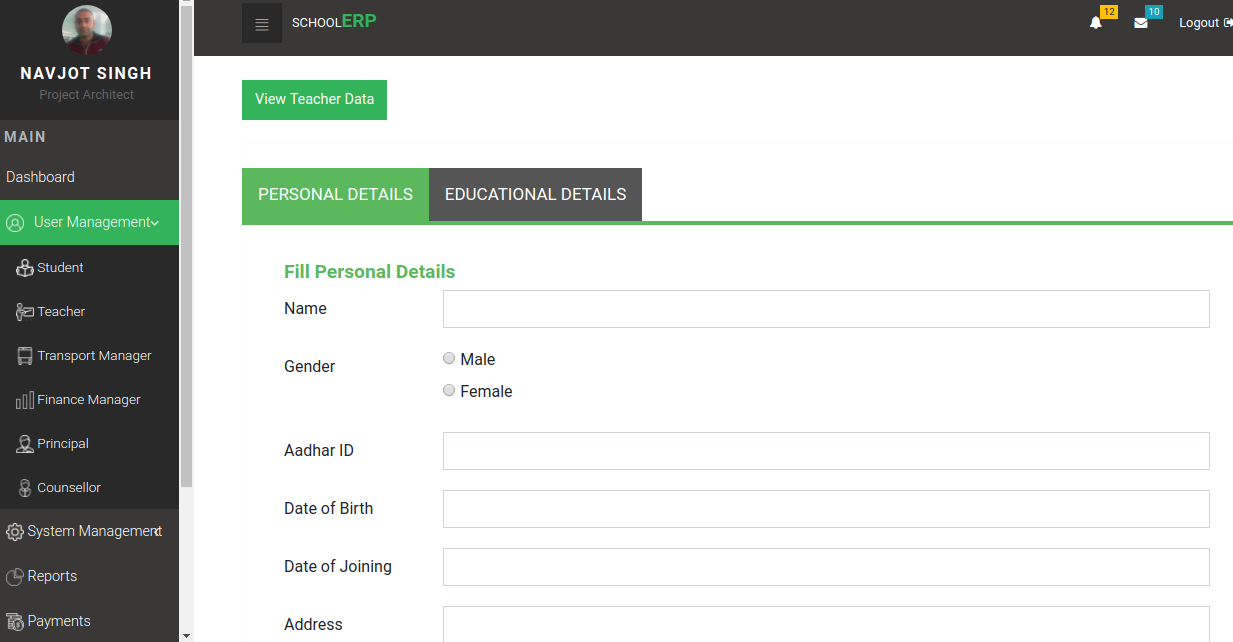 NAVJOT SINGH
Project Architect
MAIN
Dashboard
User Management
Student
Teacher
Transport Manager
Finance Manager
Principal
Counsellor
System Management
Reports
Payments
SCHOOLERP
12
10
Logout
View Teacher Data
PERSONAL DETAILS
EDUCATIONAL DETAILS
Fill Personal Details
Name
Gender
Male
Female
Aadhar ID
Date of Birth
Date of Joining
Address